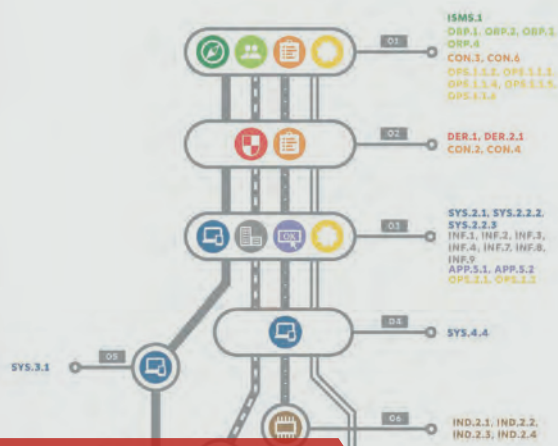 01
ISMS.1
ORP.1, ORP.2, ORP.3,
ORP.4
CON.3, CON.6
02
DER.1, DER.2.1
CON.2, CON.4
03
SYS.2.1, SYS.2.2.2,
SYS.2.2.3
INF.1, INF.2, INF.3,
INF.4, INF.7, INF.8,
INF.9
OK
APP.5.1, APP.5.2
04
SYS.4.4
05
SYS.3.1
06
IND.2.1, IND.2.2,
IND.2.3, IND.2.4